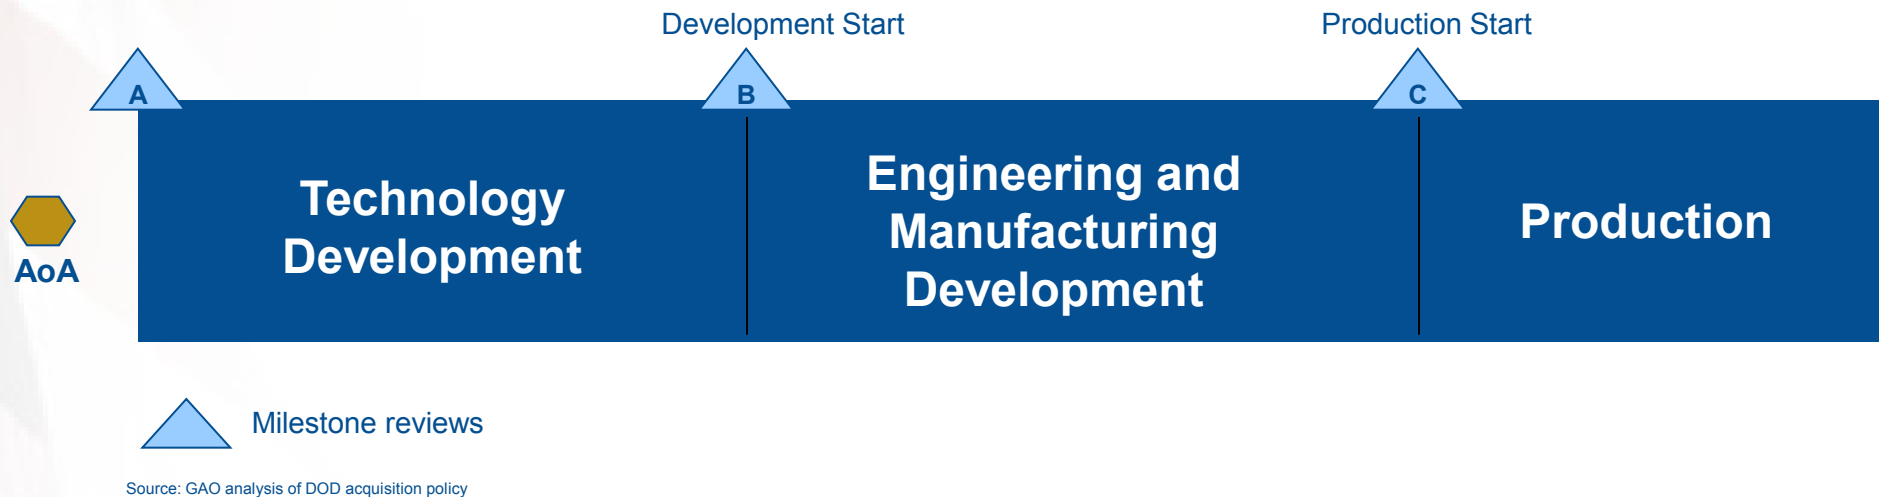 Development Start
Production Start
A
B
C
Technology
Development
Engineering and
Manufacturing
Development
Production
AoA
Milestone reviews
Source: GAO analysis of DOD acquisition policy